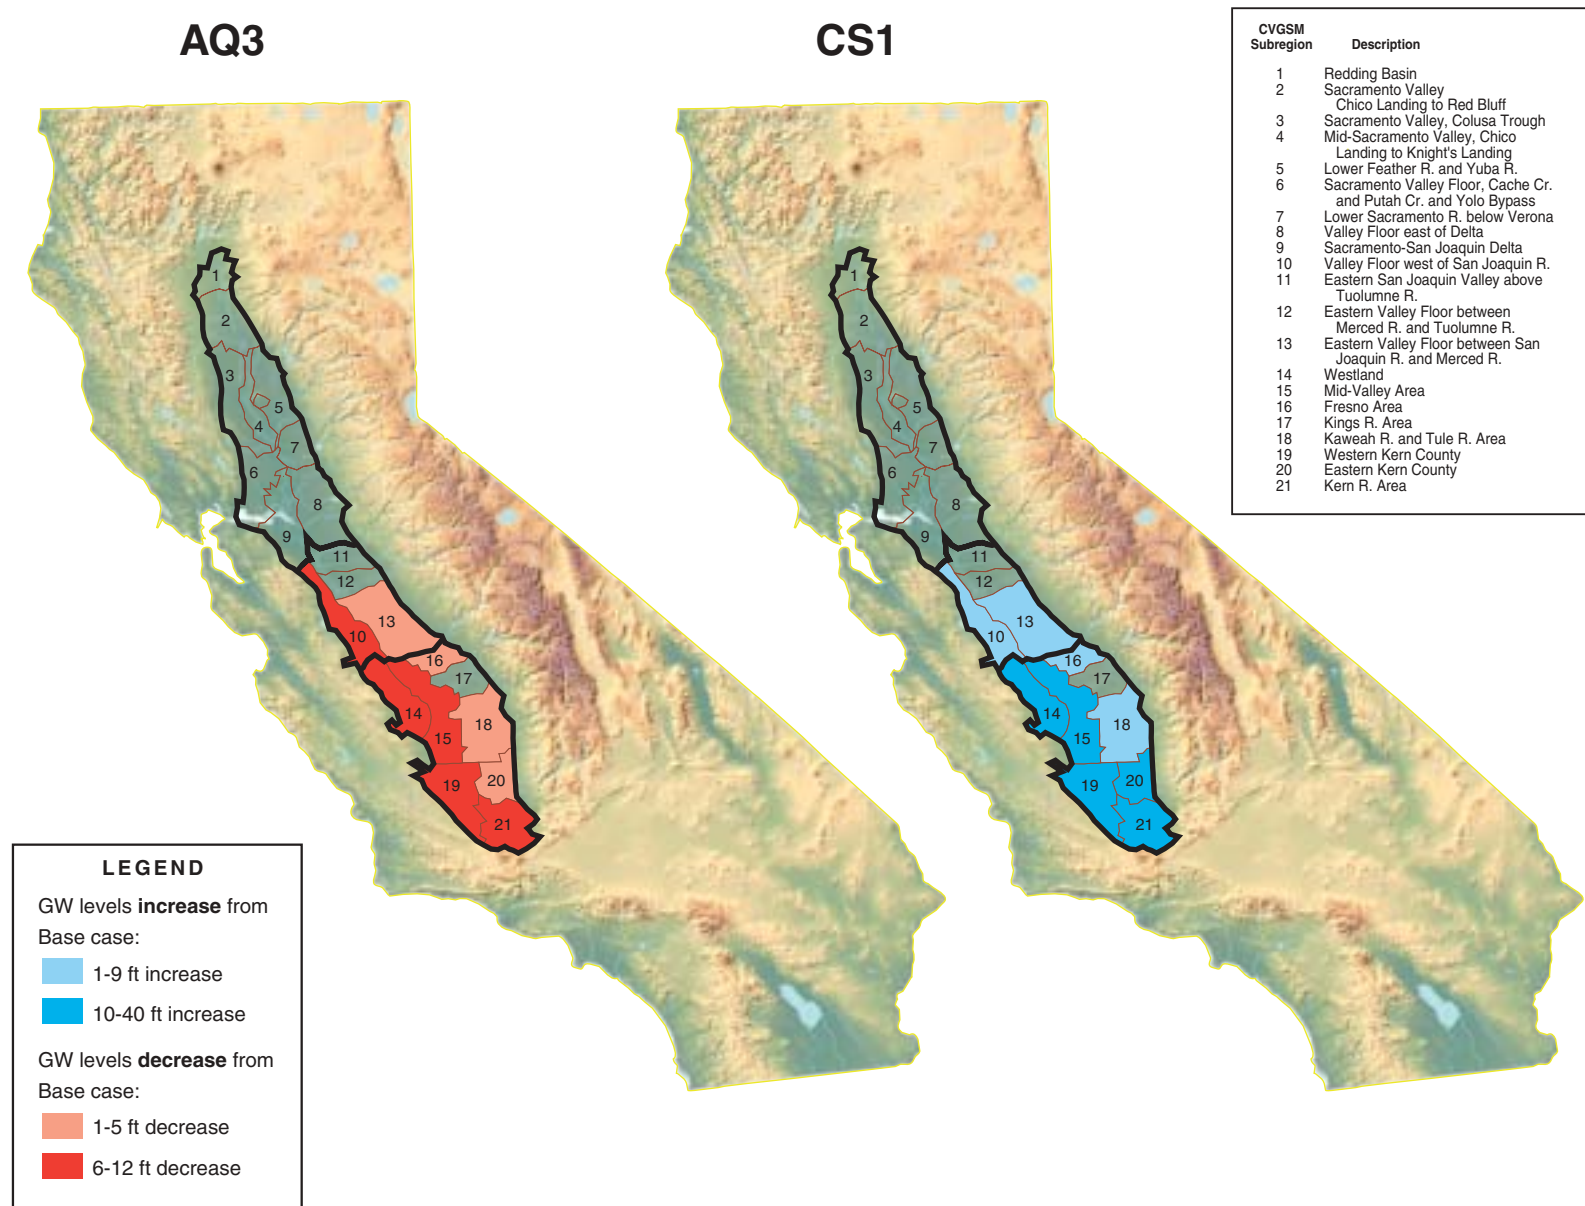 AQ3
CS1
CVGSM
Subregion Description
1 Redding Basin
2 Sacramento Valley
Chico Landing to Red Bluff
3 Sacramento Valley, Colusa Trough
4 Mid-Sacramento Valley, Chico
Landing to Knight's Landing
5 Lower Feather R. and Yuba R.
6 Sacramento Valley Floor, Cache Cr.
and Putah Cr. and Yolo Bypass
7 Lower Sacramento R. below Verona
8 Valley Floor east of Delta
9 Sacramento-San Joaquin Delta
10 Valley Floor west of San Joaquin R.
11 Eastern San Joaquin Valley above
Tuolumne R.
12 Eastern Valley Floor between
Merced R. and Tuolumne R.
13 Eastern Valley Floor between San
Joaquin R. and Merced R.
14 Westland
15 Mid-Valley Area
16 Fresno Area
17 Kings R. Area
18 Kaweah R. and Tule R. Area
19 Western Kern County
20 Eastern Kern County
21 Kern R. Area
1
2
3
5
4
7
6
8
9
11
12
13
10
16
17
14
18
15
20
19
21
1
2
3
5
4
7
6
8
9
11
12
13
10
16
17
14
18
15
20
19
21
LEGEND
GW levels increase from
Base case:
1-9 ft increase
10-40 ft increase
GW levels decrease from
Base case:
1-5 ft decrease
6-12 ft decrease